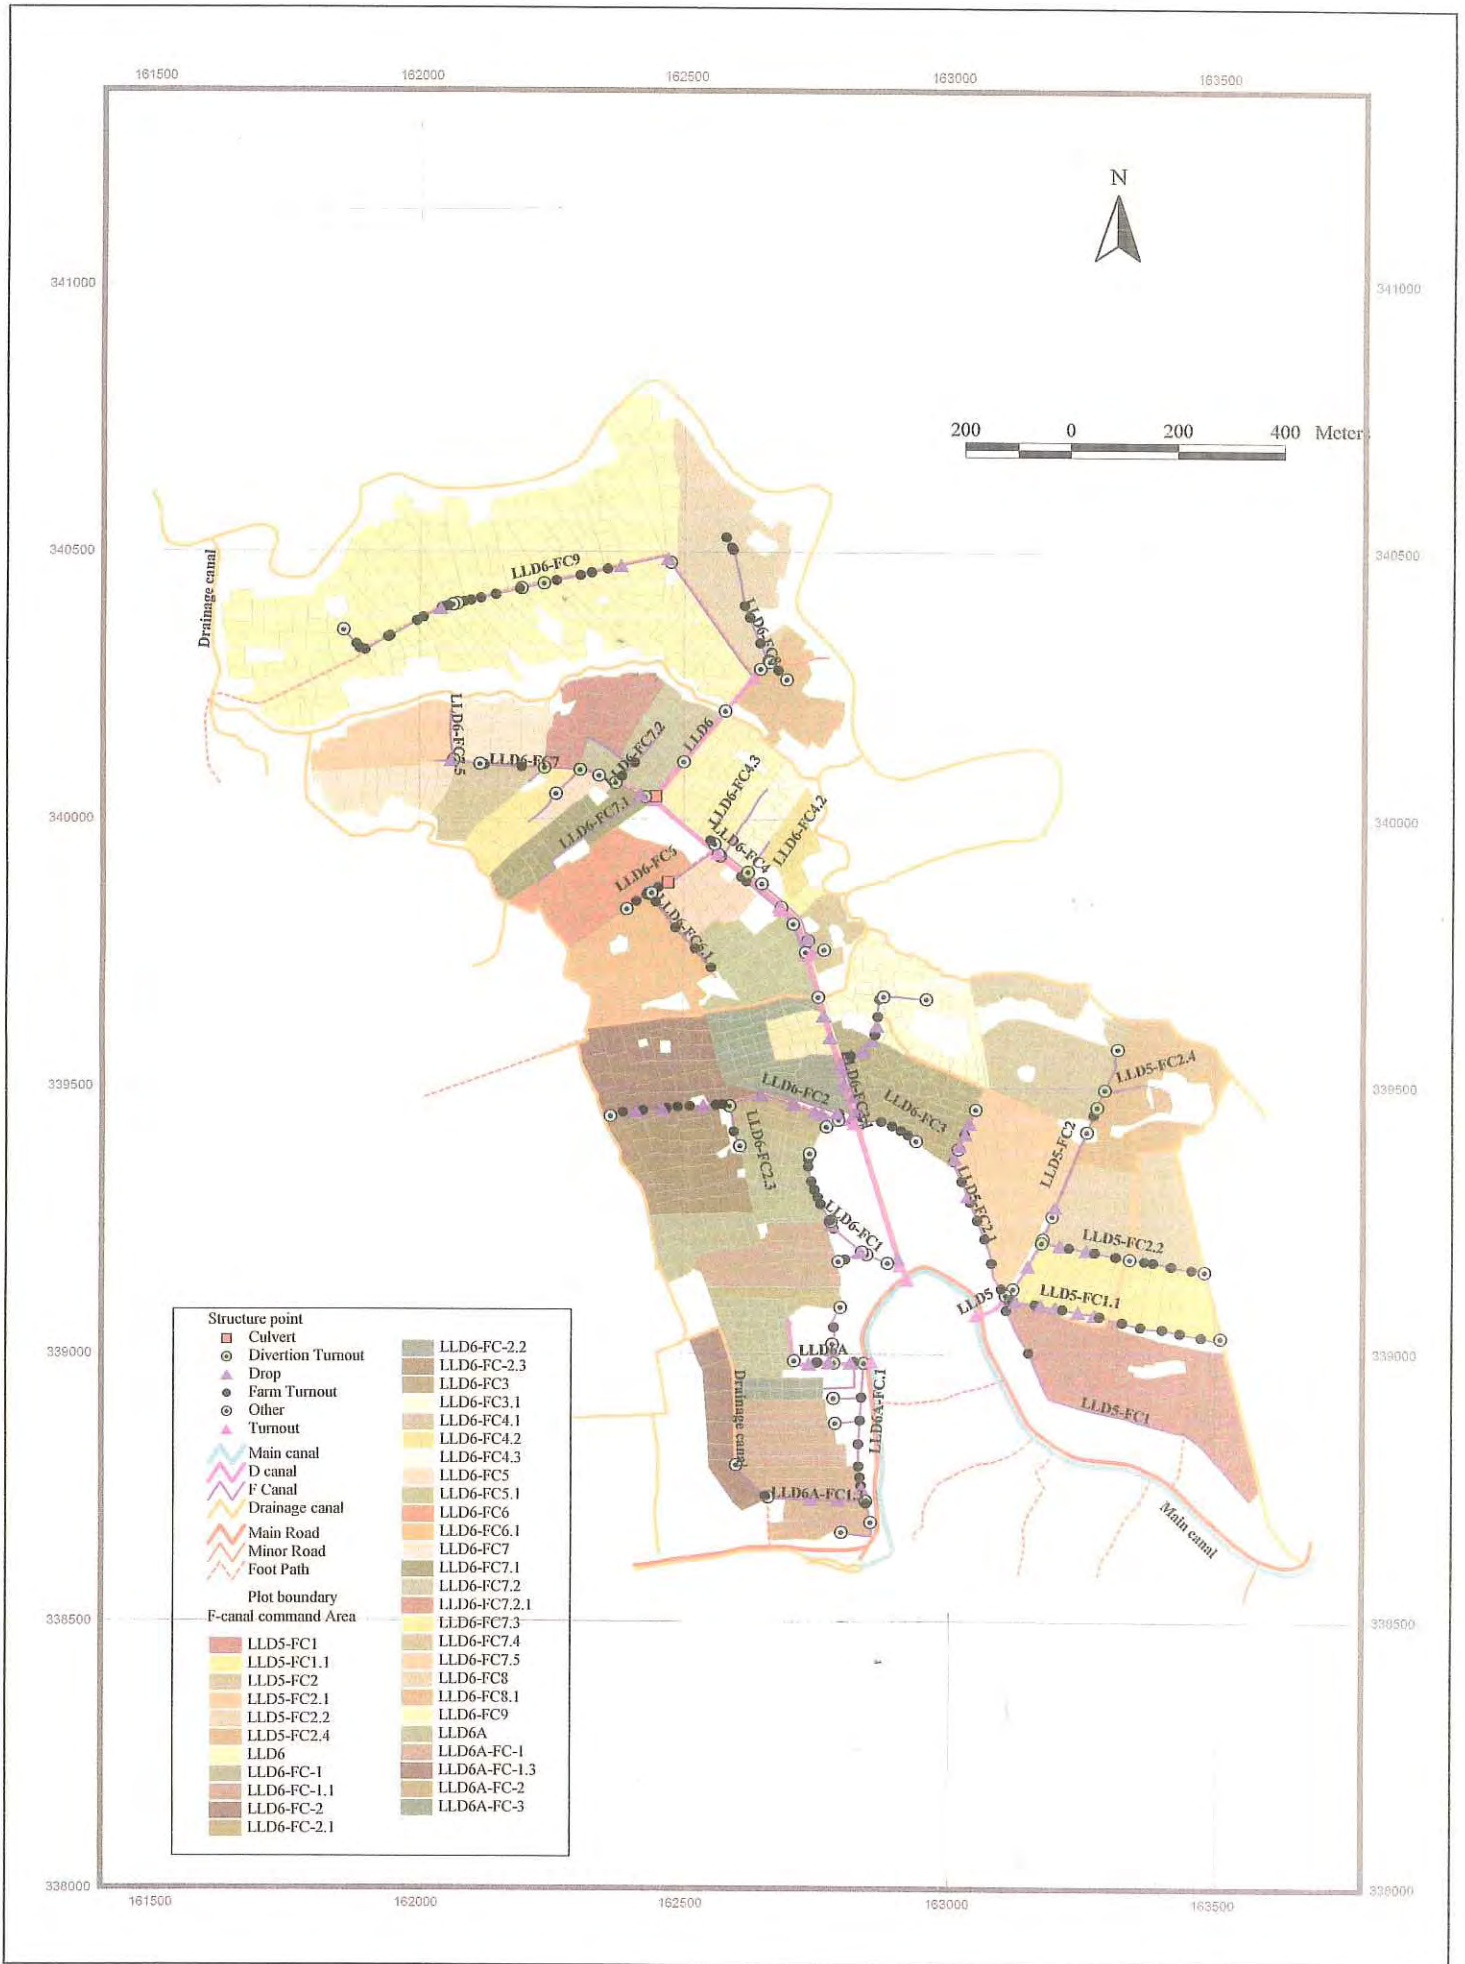 161500 162000 162500 163000 163500
N
341000 341000
200 0 200 400 Meter
340500 340500
LLD6-FC9
Drainage canal
LLD6-FC8
LLD6-FC7.5
LLD6-FC7
LLD6-FC7.2
LLD6
LLD6-FC4.3
340000 340000
LLD6-FC7.1
LLD6-FC4
LLD6-FC4.2
LLD6-FC5
LLD6-FC6.1
339500 339500
LLD5-FC2.4
LLD6-FC2
LLD6-FC3.1
LLD6-FC3
LLD6-FC2.3
LLD5-FC2
LLD5-FC2.1
LLD6-FC1
LLD5-FC2.2
LLD5
LLD5-FC1.1
339000 339000
LLD6A
Drainage canal
LLD6A-FC.1
LLD5-FC1
LLD6A-FC1.3
Main canal
338500 338500
Structure point
Culvert
Divertion Turnout
Drop
Farm Turnout
Other
Turnout
Main canal
D canal
F Canal
Drainage canal
Main Road
Minor Road
Foot Path
Plot boundary
F-canal command Area
LLD5-FC1
LLD5-FC1.1
LLD5-FC2
LLD5-FC2.1
LLD5-FC2.2
LLD5-FC2.4
LLD6
LLD6-FC-1
LLD6-FC-1.1
LLD6-FC-2
LLD6-FC-2.1
LLD6-FC-2.2
LLD6-FC-2.3
LLD6-FC3
LLD6-FC3.1
LLD6-FC4.1
LLD6-FC4.2
LLD6-FC4.3
LLD6-FC5
LLD6-FC5.1
LLD6-FC6
LLD6-FC6.1
LLD6-FC7
LLD6-FC7.1
LLD6-FC7.2
LLD6-FC7.2.1
LLD6-FC7.3
LLD6-FC7.4
LLD6-FC7.5
LLD6-FC8
LLD6-FC8.1
LLD6-FC9
LLD6A
LLD6A-FC-1
LLD6A-FC-1.3
LLD6A-FC-2
LLD6A-FC-3
338000 338000
161500 162000 162500 163000 163500